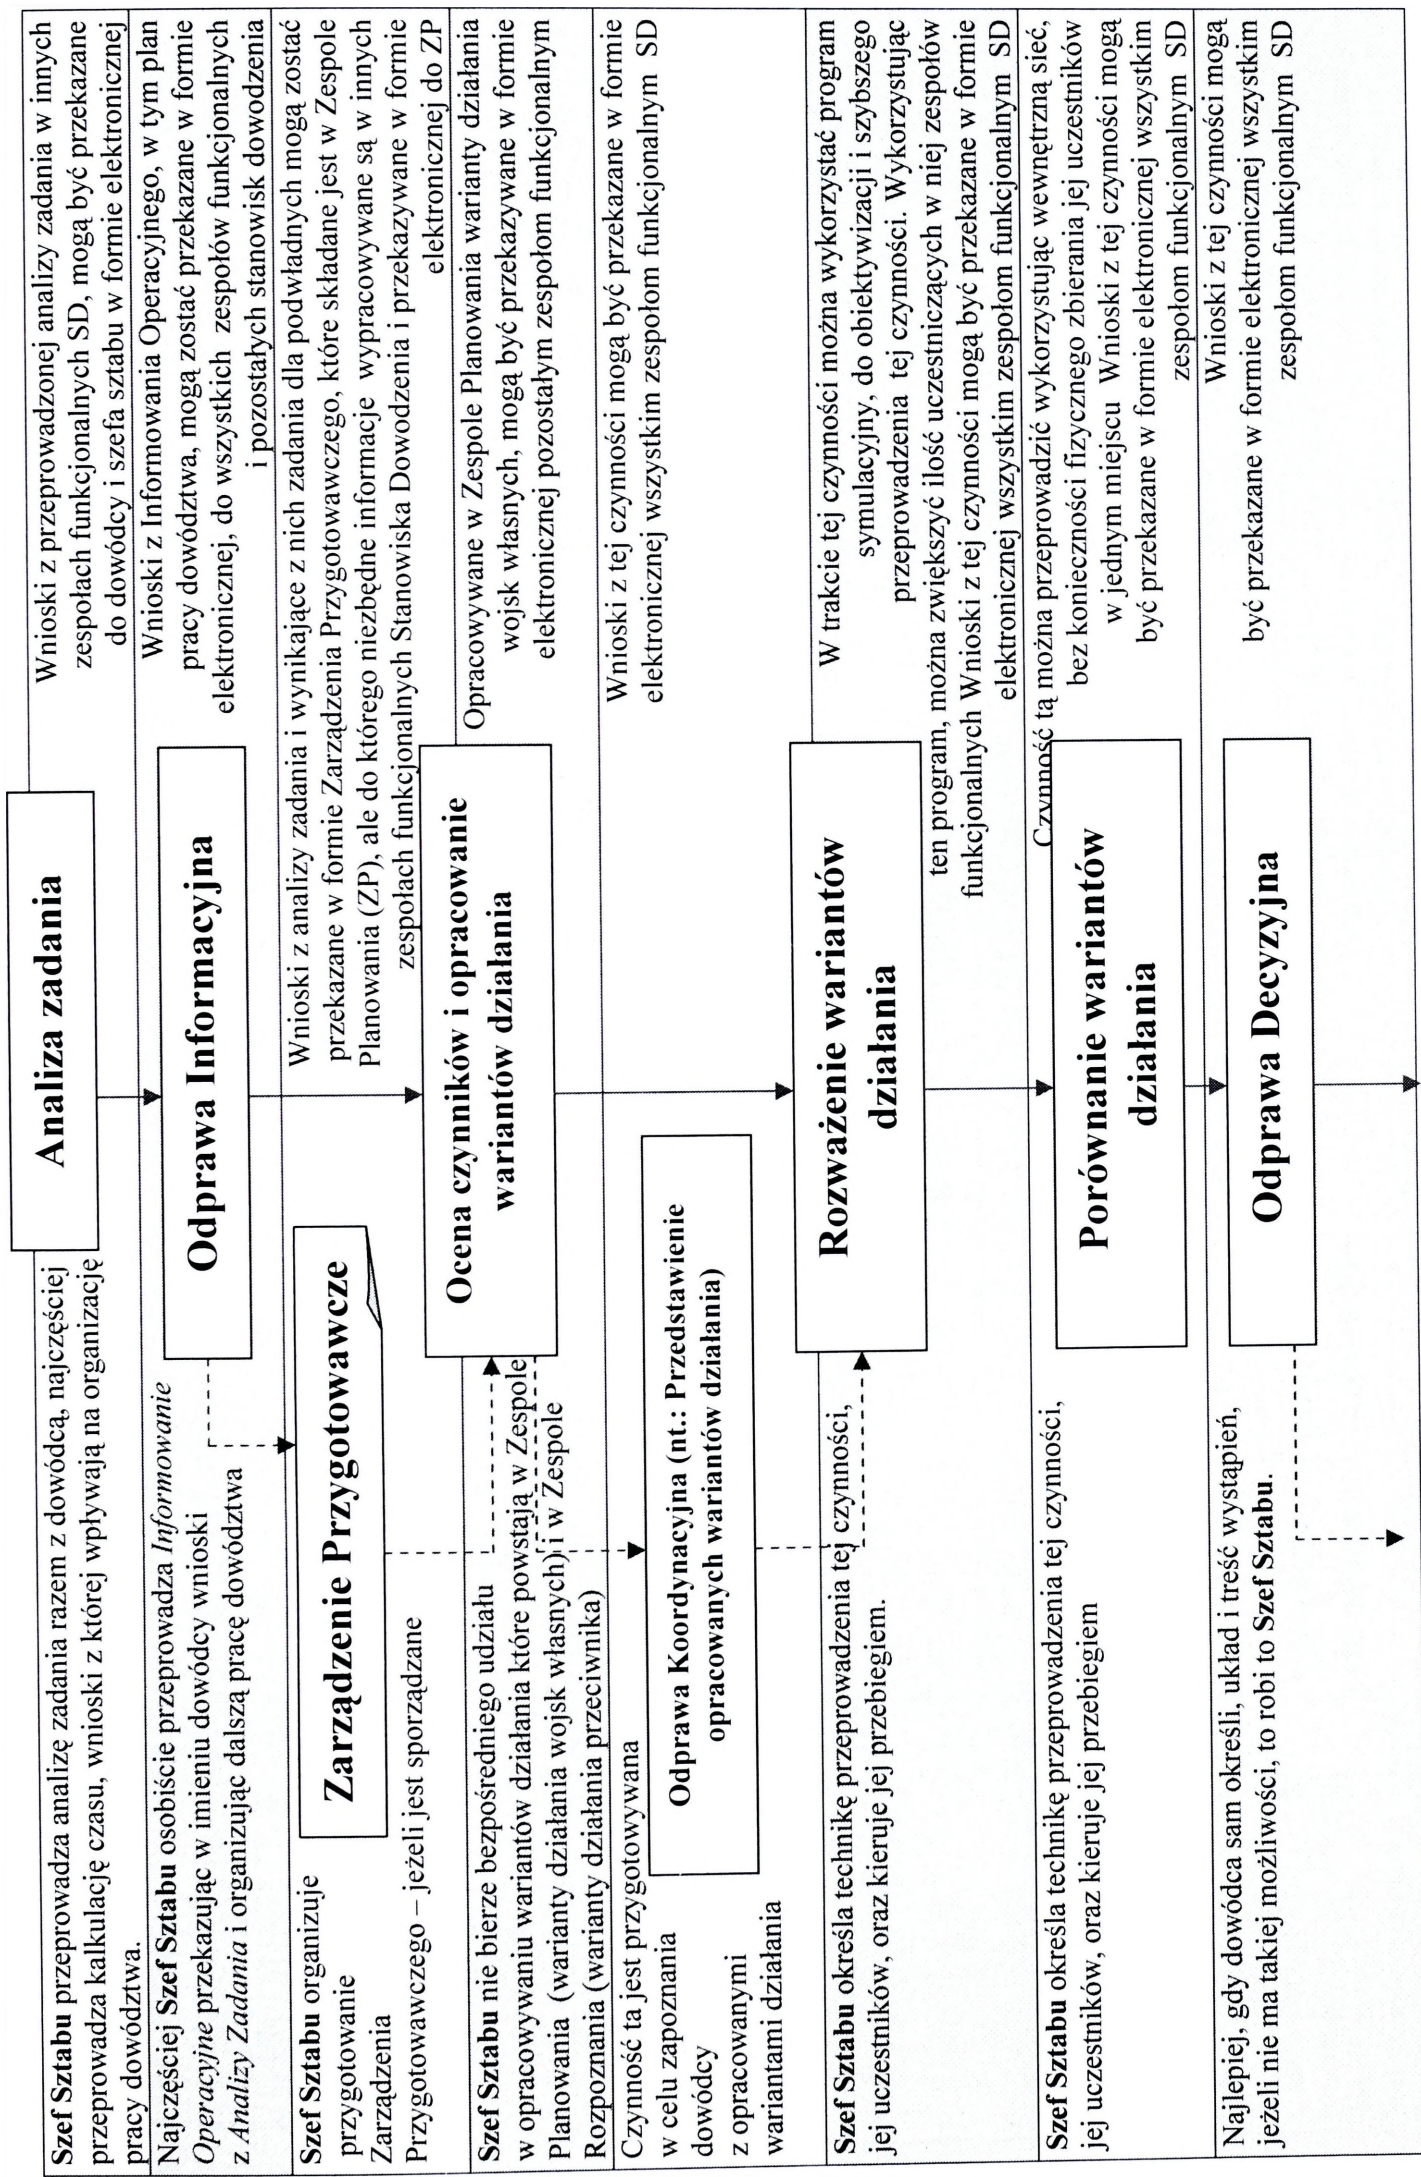 Szef Sztabu przeprowadza analizę zadania razem z dowódcą, najczęściej
przeprowadza kalkulację czasu, wnioski z której wpływają na organizację
pracy dowództwa.
Analiza zadania
Wnioski z przeprowadzonej analizy zadania w innych
zespołach funkcjonalnych SD, mogą być przekazane
do dowódcy i szefa sztabu w formie elektronicznej
Najczęściej Szef Sztabu osobiście przeprowadza Informowanie
Operacyjne przekazując w imieniu dowódcy wnioski
z Analizy Zadania i organizując dalszą pracę dowództwa
Odprawa Informacyjna
Wnioski z Informowania Operacyjnego, w tym plan
pracy dowództwa, mogą zostać przekazane w formie
elektronicznej, do wszystkich zespołów funkcjonalnych
i pozostałych stanowisk dowodzenia
Szef Sztabu organizuje
przygotowanie
Zarządzenia
Przygotowawczego – jeżeli jest sporządzane
Zarządzenie Przygotowawcze
Wnioski z analizy zadania i wynikające z nich zadania dla podwładnych mogą zostać
przekazane w formie Zarządzenia Przygotowawczego, które składane jest w Zespole
Planowania (ZP), ale do którego niezbędne informacje wypracowywane są w innych
zespołach funkcjonalnych Stanowiska Dowodzenia i przekazywane w formie
elektronicznej do ZP
Szef Sztabu nie bierze bezpośredniego udziału
w opracowywaniu wariantów działania które powstają w Zespole
Planowania (warianty działania wojsk własnych) i w Zespole
Rozpoznania (warianty działania przeciwnika)
Ocena czynników i opracowanie
wariantów działania
Opracowywane w Zespole Planowania warianty działania
wojsk własnych, mogą być przekazywane w formie
elektronicznej pozostałym zespołom funkcjonalnym
Czynność ta jest przygotowywana
w celu zapoznania
dowódcy
z opracowanymi
wariantami działania
Odprawa Koordynacyjna (nt.: Przedstawienie
opracowanych wariantów działania)
Wnioski z tej czynności mogą być przekazane w formie
elektronicznej wszystkim zespołom funkcjonalnym SD
Szef Sztabu określa technikę przeprowadzenia tej czynności,
jej uczestników, oraz kieruje jej przebiegiem.
Rozważenie wariantów
działania
W trakcie tej czynności można wykorzystać program
symulacyjny, do obiektywizacji i szybszego
przeprowadzenia tej czynności. Wykorzystując
ten program, można zwiększyć ilość uczestniczących w niej zespołów
funkcjonalnych Wnioski z tej czynności mogą być przekazane w formie
elektronicznej wszystkim zespołom funkcjonalnym SD
Szef Sztabu określa technikę przeprowadzenia tej czynności,
jej uczestników, oraz kieruje jej przebiegiem
Porównanie wariantów
działania
Czynność tą można przeprowadzić wykorzystując wewnętrzną sieć,
bez konieczności fizycznego zbierania jej uczestników
w jednym miejscu Wnioski z tej czynności mogą
być przekazane w formie elektronicznej wszystkim
zespołom funkcjonalnym SD
Najlepiej, gdy dowódca sam określi, układ i treść wystąpień,
jeżeli nie ma takiej możliwości, to robi to Szef Sztabu.
Odprawa Decyzyjna
Wnioski z tej czynności mogą
być przekazane w formie elektronicznej wszystkim
zespołom funkcjonalnym SD